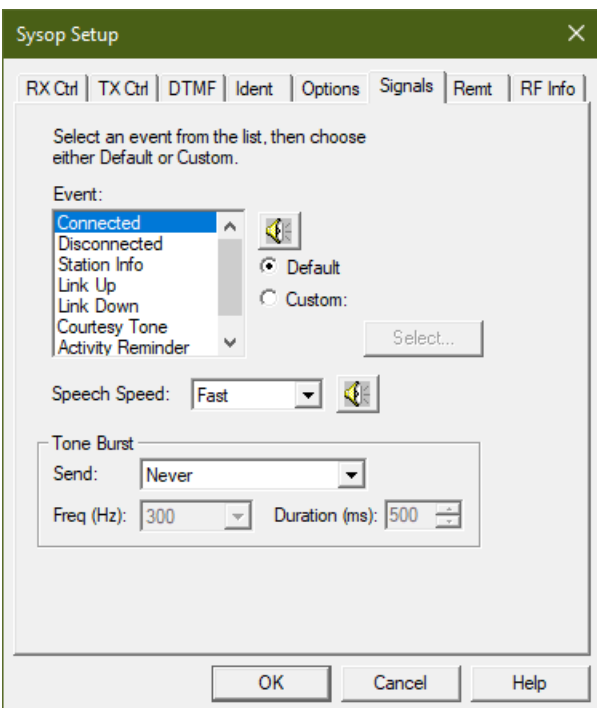 Sysop Setup
RX Ctrl TX Ctrl DTMF Ident Options Signals Remt RF Info
Select an event from the list, then choose
either Default or Custom.
Event:
Connected
Disconnected
Station Info
Link Up
Link Down
Courtesy Tone
Activity Reminder
Default
Custom:
Select...
Speech Speed: Fast
Tone Burst
Send: Never
Freq (Hz): 300 Duration (ms): 500
OK Cancel Help